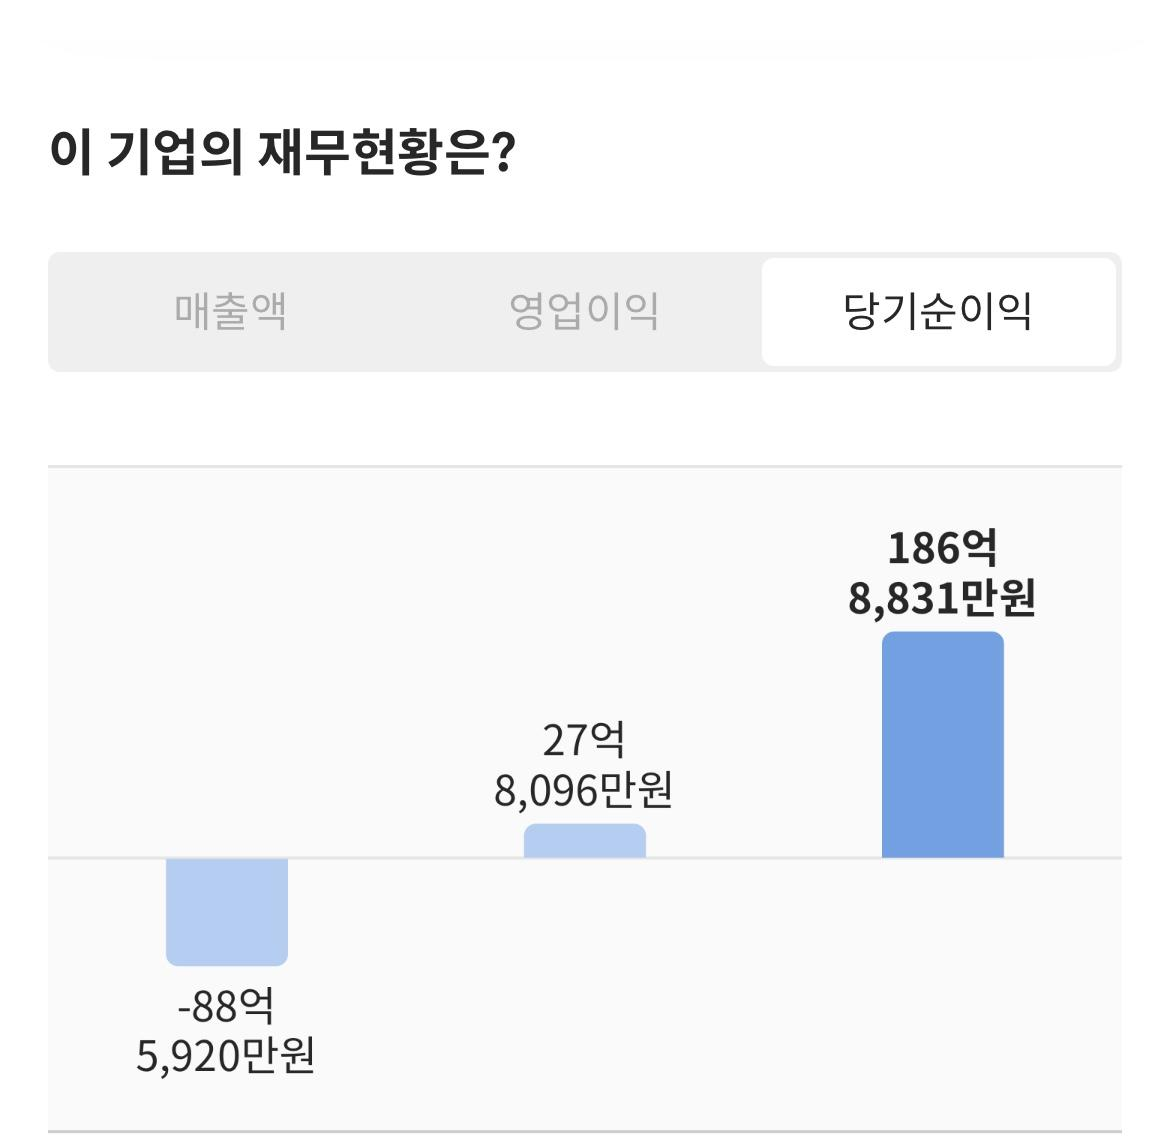 이 기업의 재무현황은?
매출액 영업이익 당기순이익
186억
8,831만원
27억
8,096만원
-88억
5,920만원